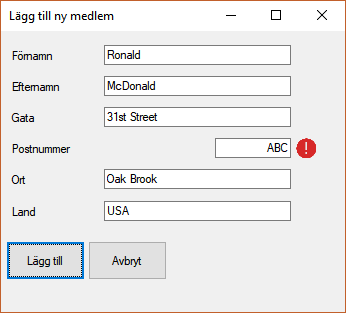 Lägg till ny medlem
Förnamn Ronald
Efternamn McDonald
Gata 31st Street
Postnummer ABC
Ort Oak Brook
Land USA
Lägg till Avbryt